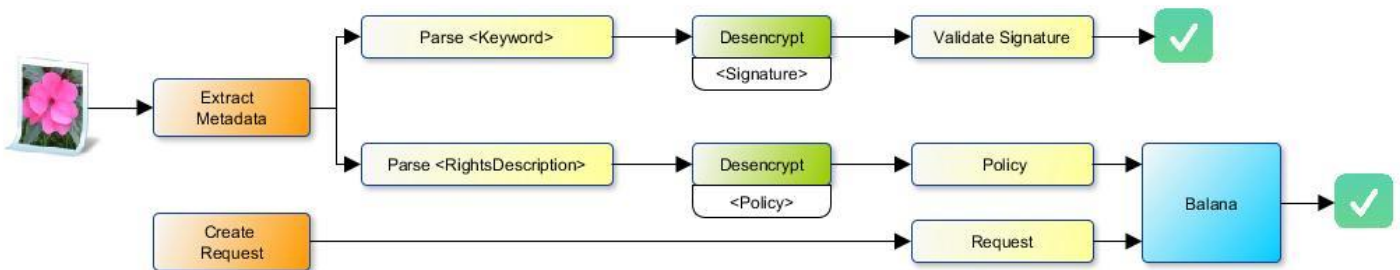 Parse <Keyword>
Desencrypt
<Signature>
Validate Signature
Extract
Metadata
Parse <RightsDescription>
Desencrypt
<Policy>
Policy
Balana
Create
Request
Request